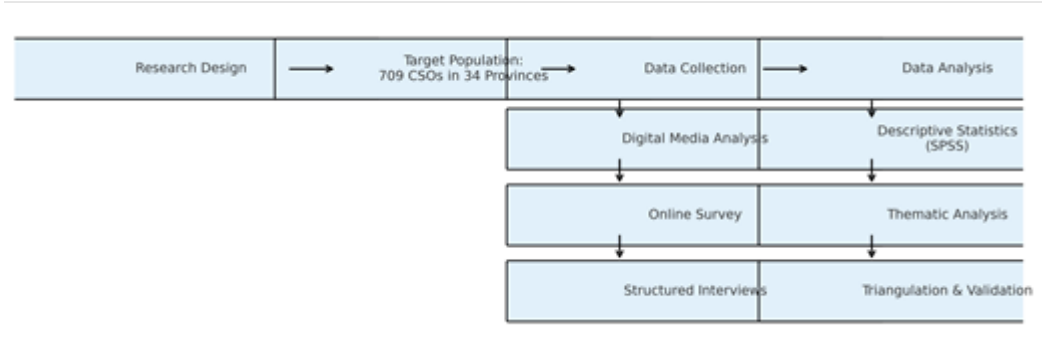 Research Design
Target Population:
709 CSOs in 34 Provinces
Data Collection
Data Analysis
Digital Media Analysis
Descriptive Statistics
(SPSS)
Online Survey
Thematic Analysis
Structured Interviews
Triangulation & Validation